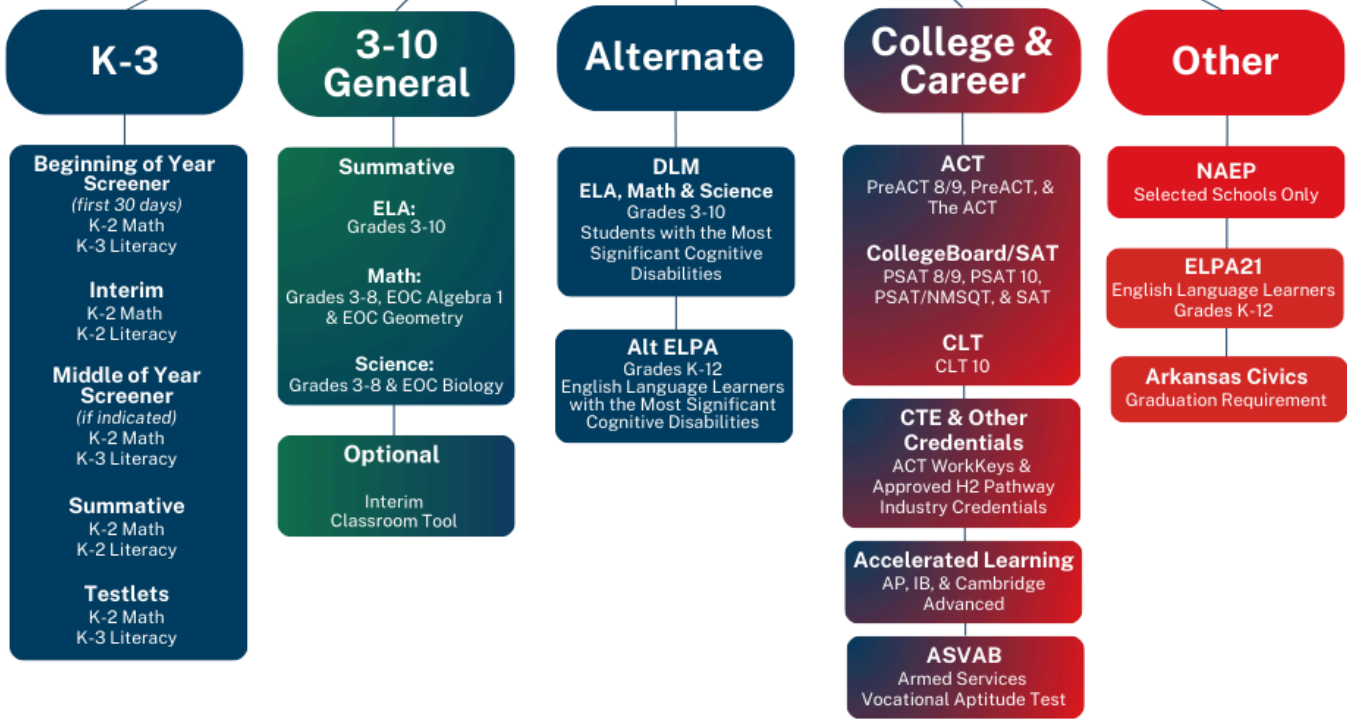 K-3
Beginning of Year
Screener
(first 30 days)
K-2 Math
K-3 Literacy
Interim
K-2 Math
K-2 Literacy
Middle of Year
Screener
(if indicated)
K-2 Math
K-3 Literacy
Summative
K-2 Math
K-2 Literacy
Testlets
K-2 Math
K-3 Literacy
3-10
General
Summative
ELA:
Grades 3-10
Math:
Grades 3-8, EOC Algebra 1
& EOC Geometry
Science:
Grades 3-8 & EOC Biology
Optional
Interim
Classroom Tool
Alternate
DLM
ELA, Math & Science
Grades 3-10
Students with the Most
Significant Cognitive
Disabilities
Alt ELPA
Grades K-12
English Language Learners
with the Most Significant
Cognitive Disabilities
College &
Career
ACT
PreACT 8/9, PreACT, &
The ACT
CollegeBoard/SAT
PSAT 8/9, PSAT 10,
PSAT/NMSQT, & SAT
CLT
CLT 10
CTE & Other
Credentials
ACT WorkKeys &
Approved H2 Pathway
Industry Credentials
Accelerated Learning
AP, IB, & Cambridge
Advanced
ASVAB
Armed Services
Vocational Aptitude Test
Other
NAEP
Selected Schools Only
ELPA21
English Language Learners
Grades K-12
Arkansas Civics
Graduation Requirement